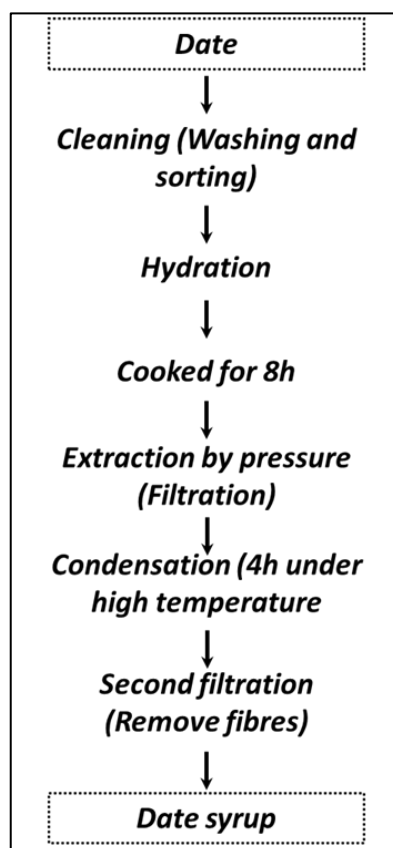 Date
Cleaning (Washing and
sorting)
Hydration
Cooked for 8h
Extraction by pressure
(Filtration)
Condensation (4h under
high temperature
Second filtration
(Remove fibres)
Date syrup